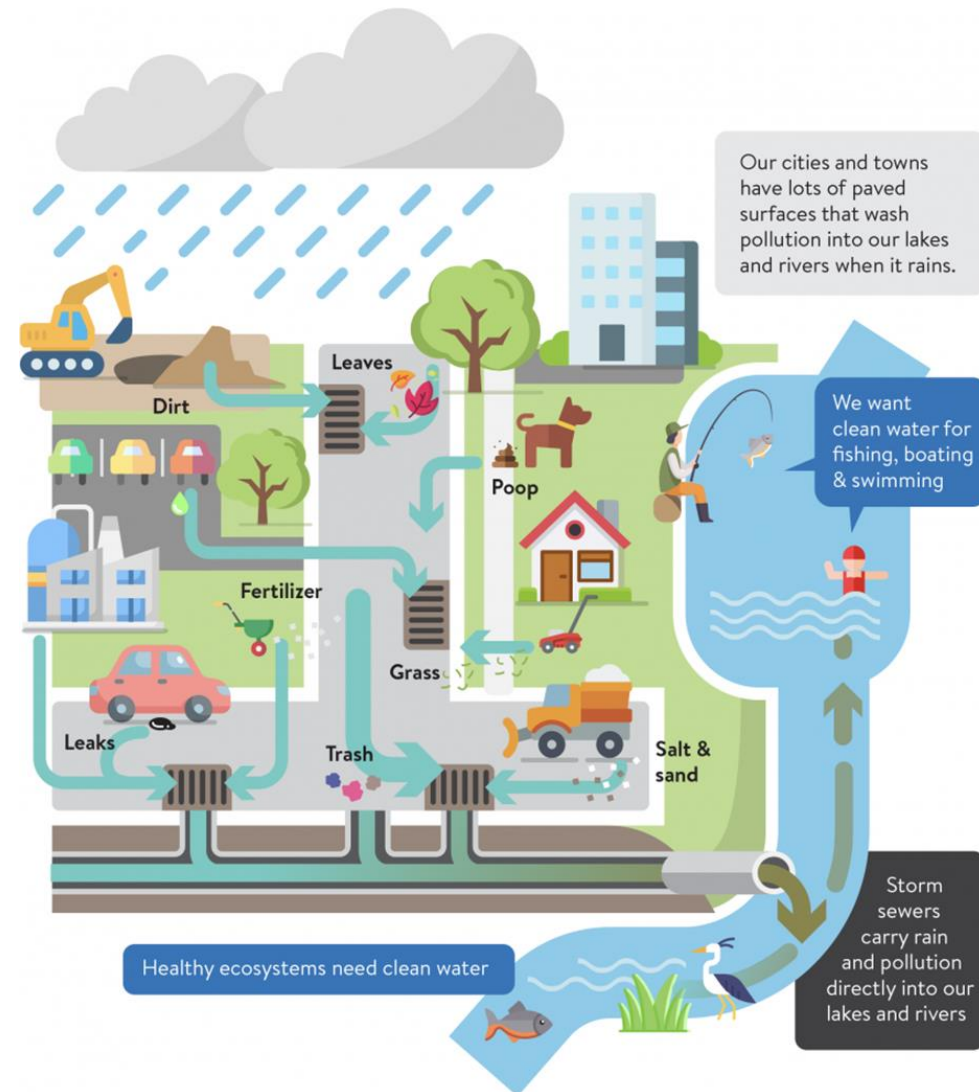 Our cities and towns
have lots of paved
surfaces that wash
pollution into our lakes
and rivers when it rains.
Leaves
Dirt
We want
clean water for
fishing, boating
& swimming
Poop
Fertilizer
Grass
Leaks
Trash
Salt &
sand
Storm
sewers
carry rain
and pollution
directly into our
lakes and rivers
Healthy ecosystems need clean water